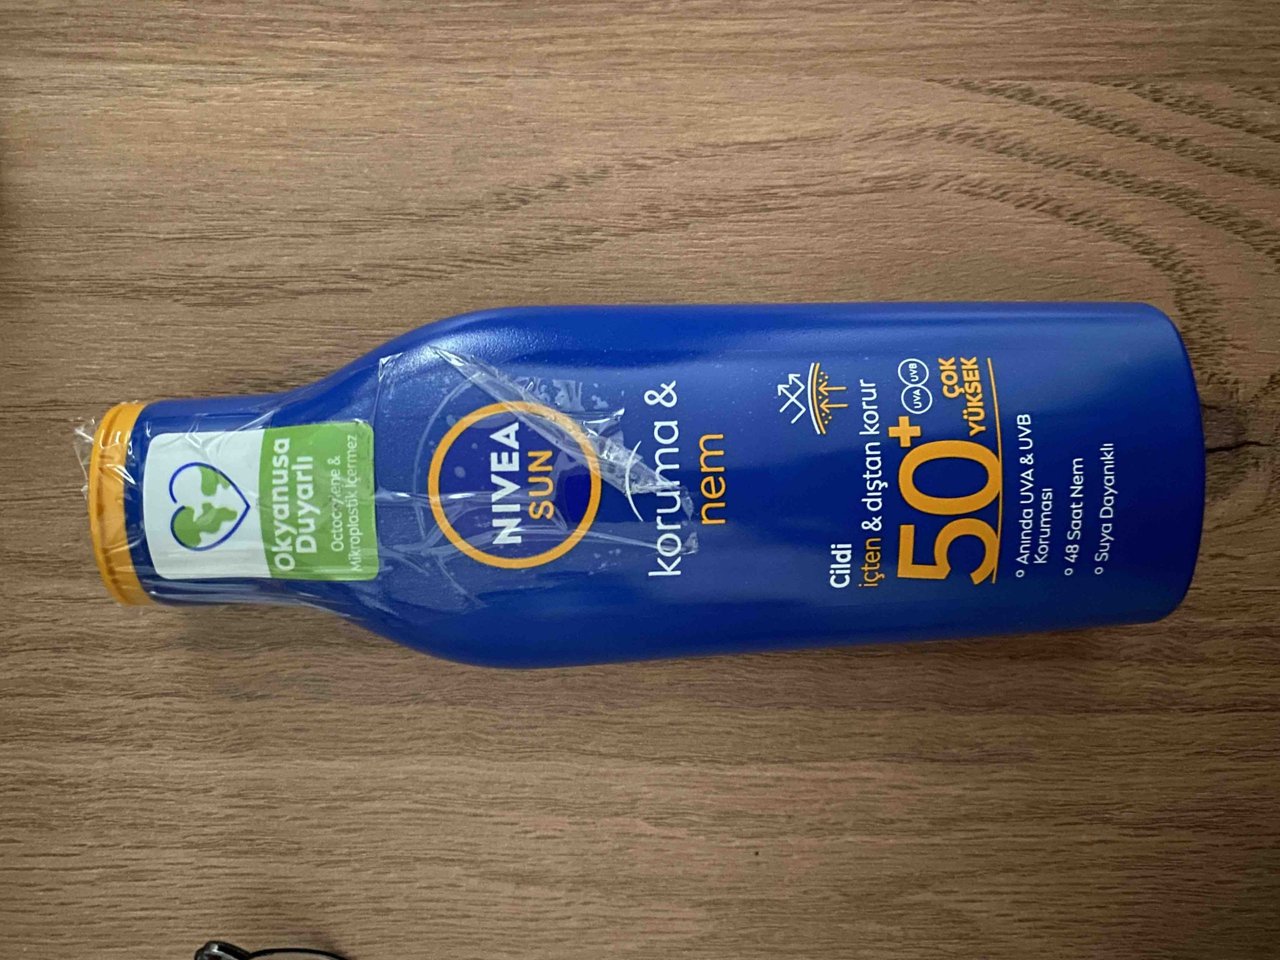 Okyanusa
Duyarlı
Octocrylene &
Mikroplastik İçermez
NIVEA
SUN
koruma &
nem
Cildi
içten & dıştan korur
50+
UVA UVB
ÇOK
YÜKSEK
Anında UVA & UVB
Koruması
48 Saat Nem
Suya Dayanıklı